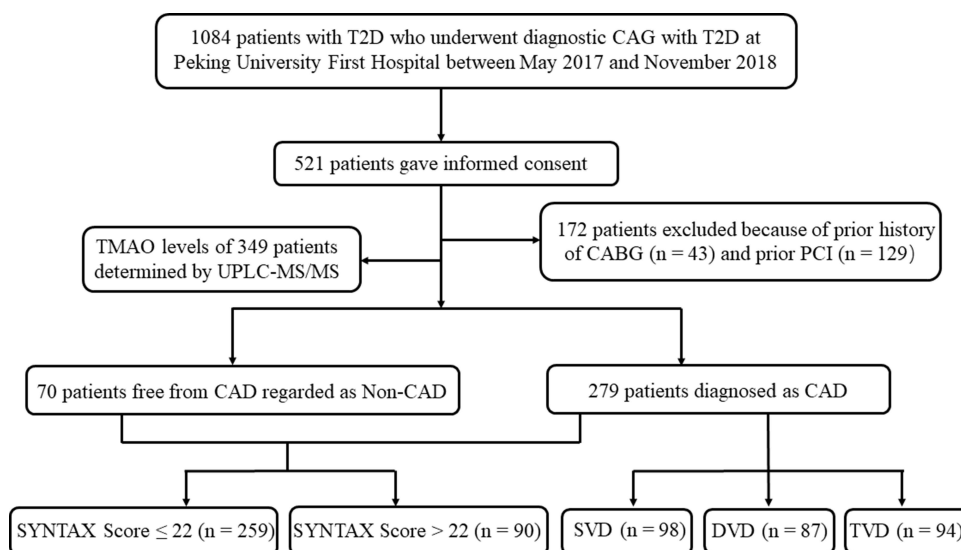 1084 patients with T2D who underwent diagnostic CAG with T2D at
Peking University First Hospital between May 2017 and November 2018
521 patients gave informed consent
172 patients excluded because of prior history
of CABG (n = 43) and prior PCI (n = 129)
TMAO levels of 349 patients
determined by UPLC-MS/MS
70 patients free from CAD regarded as Non-CAD
279 patients diagnosed as CAD
SYNTAX Score ≤ 22 (n = 259)
SYNTAX Score > 22 (n = 90)
SVD (n = 98)
DVD (n = 87)
TVD (n = 94)